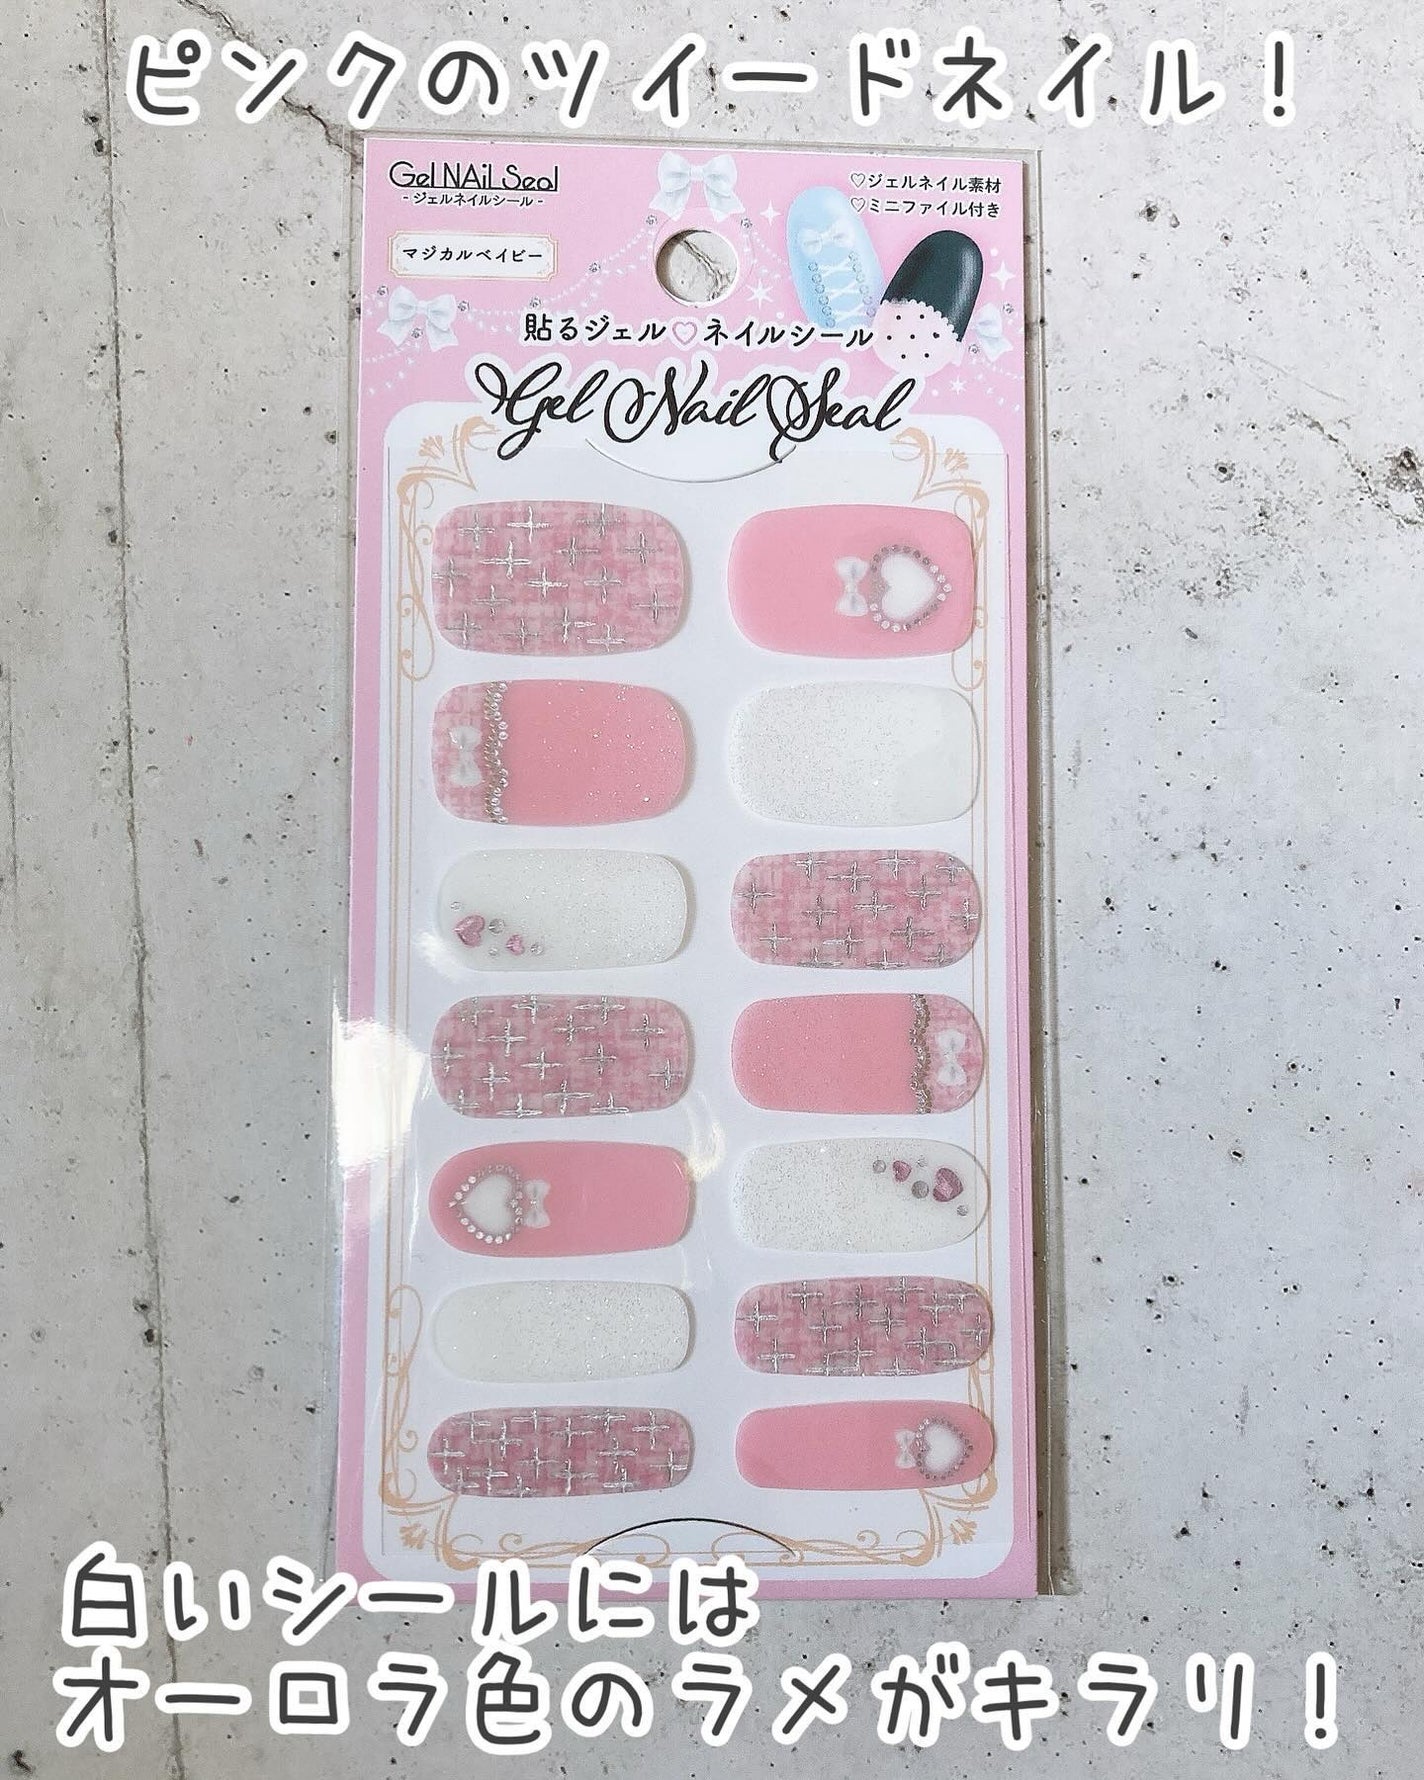 ピンクのツイードネイル！
Gel NAiL Seal
-ジェルネイルシール-
マジカルベイビー
♡ジェルネイル素材
♡ミニファイル付き
貼るジェル♡ネイルシール
Gel Nail Seal
白いシールには
オーロラ色のラメがキラリ！